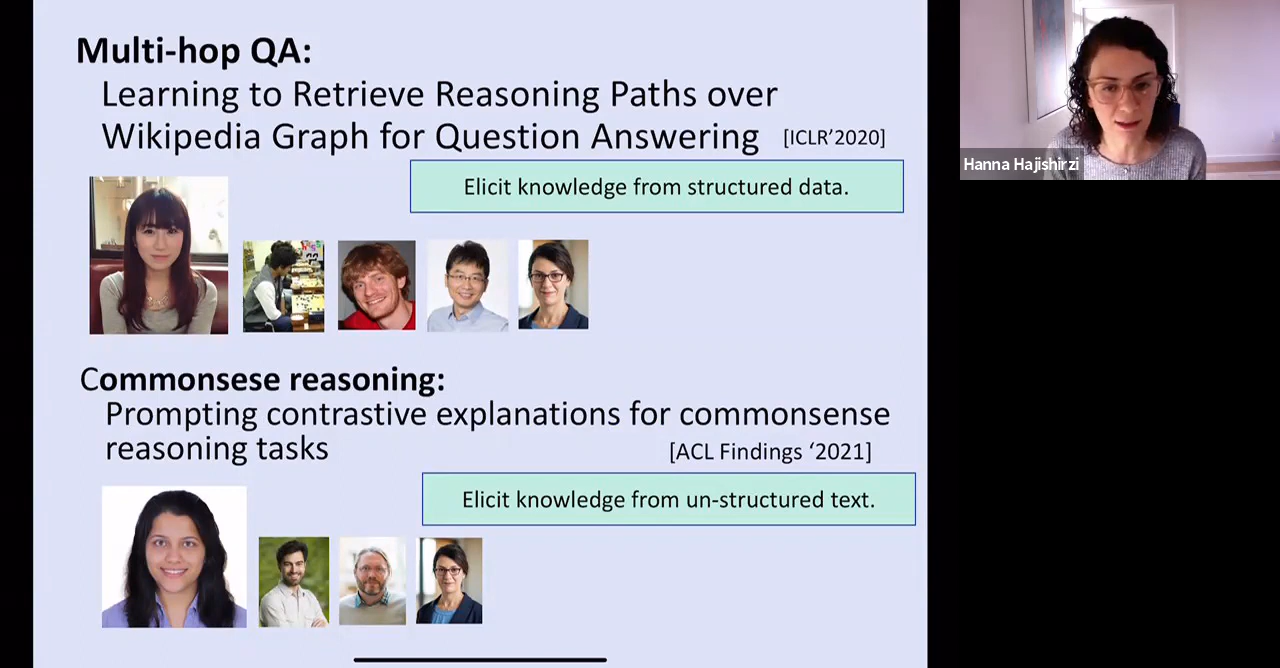 Multi-hop QA:
Learning to Retrieve Reasoning Paths over
Wikipedia Graph for Question Answering [ICLR'2020]
Elicit knowledge from structured data.
Commonsese reasoning:
Prompting contrastive explanations for commonsense
reasoning tasks [ACL Findings ‘2021]
Elicit knowledge from un-structured text.
Hanna Hajishirzi